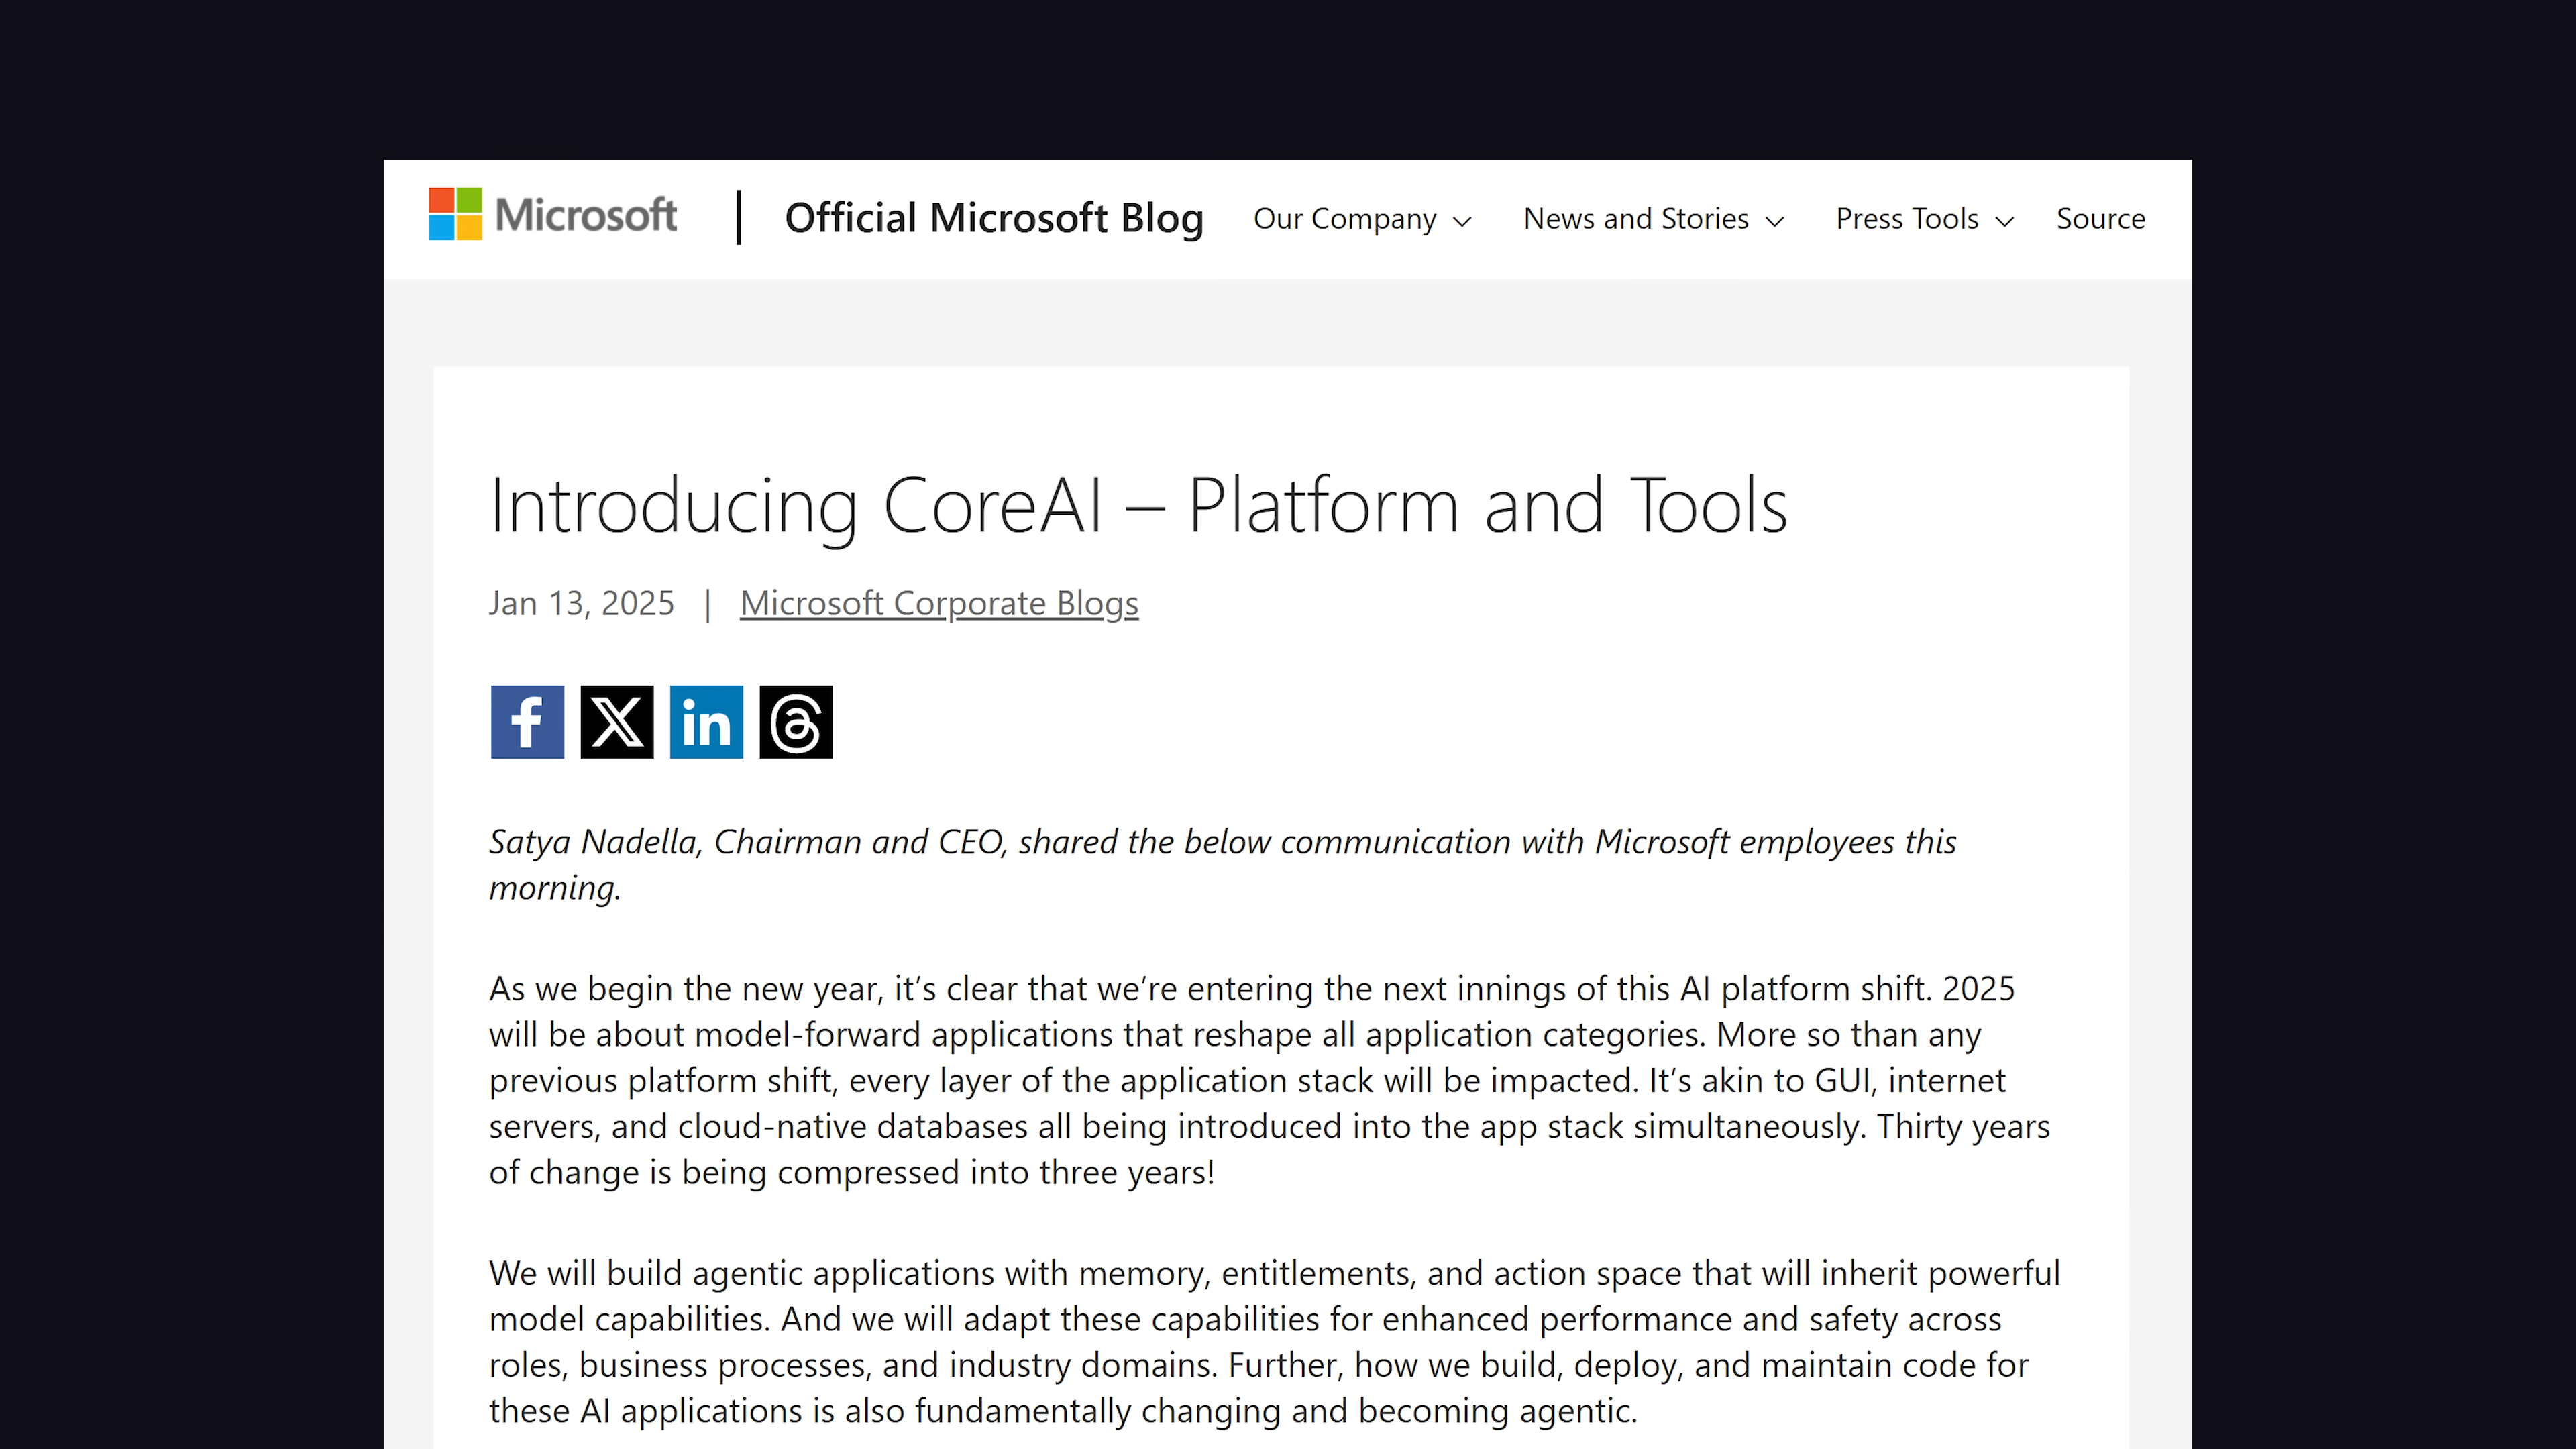 Microsoft | Official Microsoft Blog Our Company News and Stories Press Tools Source
Introducing CoreAI – Platform and Tools
Jan 13, 2025 | Microsoft Corporate Blogs
Satya Nadella, Chairman and CEO, shared the below communication with Microsoft employees this
morning.
As we begin the new year, it’s clear that we’re entering the next innings of this AI platform shift. 2025
will be about model-forward applications that reshape all application categories. More so than any
previous platform shift, every layer of the application stack will be impacted. It’s akin to GUI, internet
servers, and cloud-native databases all being introduced into the app stack simultaneously. Thirty years
of change is being compressed into three years!
We will build agentic applications with memory, entitlements, and action space that will inherit powerful
model capabilities. And we will adapt these capabilities for enhanced performance and safety across
roles, business processes, and industry domains. Further, how we build, deploy, and maintain code for
these AI applications is also fundamentally changing and becoming agentic.